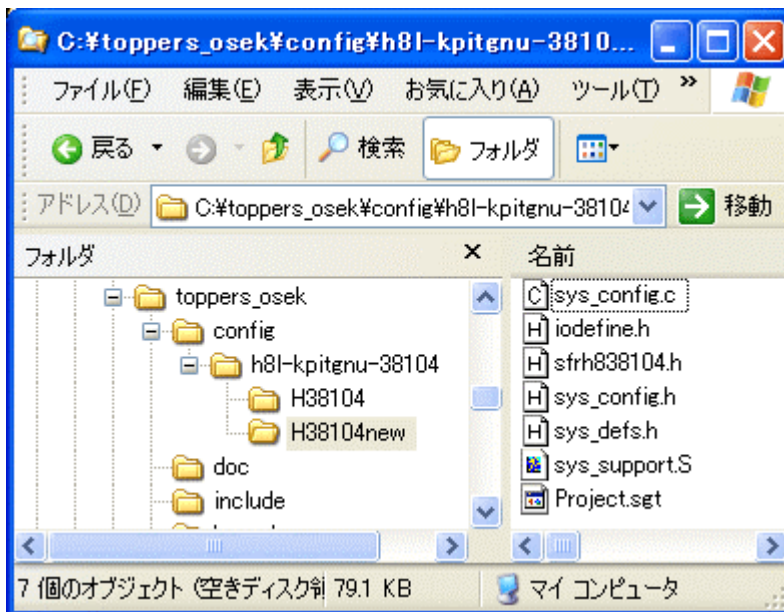 C:¥toppers_osek¥config¥h8l-kpitgnu-3810...
ファイル(F) 編集(E) 表示(V) お気に入り(A) ツール(T) »
戻る 検索 フォルダ
アドレス(D) C:¥toppers_osek¥config¥h8l-kpitgnu-38104 移動
フォルダ × 名前
toppers_osek
config
h8l-kpitgnu-38104
H38104
H38104new
doc
include
sys_config.c
iodefine.h
sfrh838104.h
sys_config.h
sys_defs.h
sys_support.S
Project.sgt
7 個のオブジェクト (空きディスク領 79.1 KB マイ コンピュータ